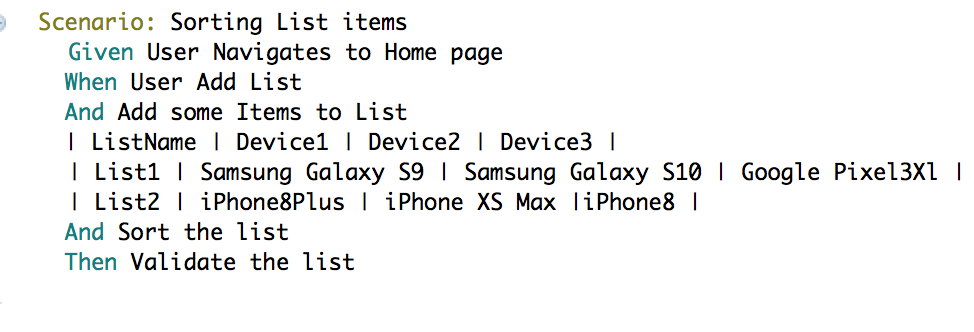 Scenario: Sorting List items
Given User Navigates to Home page
When User Add List
And Add some Items to List
| ListName | Device1 | Device2 | Device3 |
| List1 | Samsung Galaxy S9 | Samsung Galaxy S10 | Google Pixel3Xl |
| List2 | iPhone8Plus | iPhone XS Max |iPhone8 |
And Sort the list
Then Validate the list